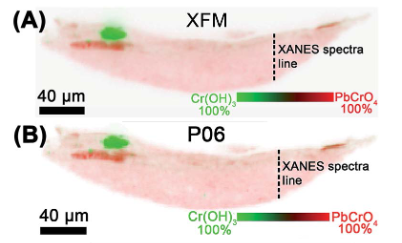 (A)
XFM
XANES spectra
line
40 µm
Cr(OH)₃
100%
PbCrO₄
100%
(B)
P06
XANES spectra
line
40 µm
Cr(OH)₃
100%
PbCrO₄
100%